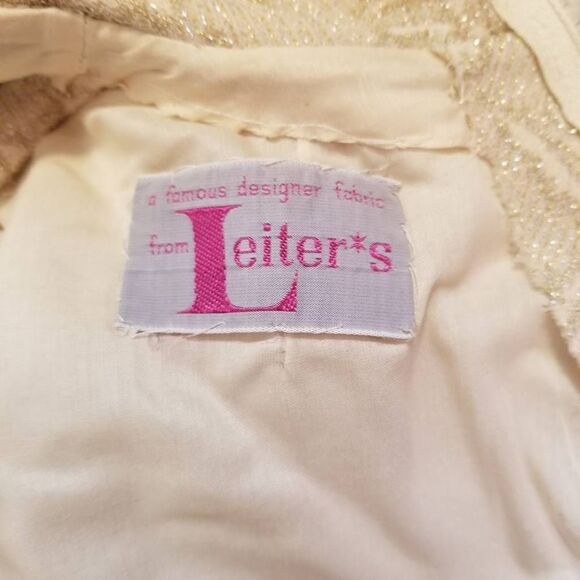 a famous designer fabric
from Leiter*s